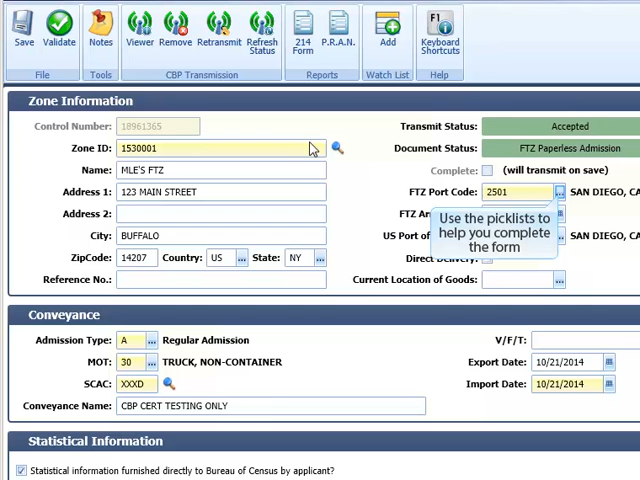 Save Validate Notes Viewer Remove Retransmit Refresh Status 214 Form P.R.A.N. Add F1 Keyboard Shortcuts
File Tools CBP Transmission Reports Watch List Help
Zone Information
Control Number: 18961365 Transmit Status: Accepted
Zone ID: 1530001 Document Status: FTZ Paperless Admission
Name: MLE'S FTZ Complete: (will transmit on save)
Address 1: 123 MAIN STREET FTZ Port Code: 2501 ... SAN DIEGO, CA
Address 2: FTZ Ar
City: BUFFALO US Port of SAN DIEGO, CA
Use the picklists to
help you complete
the form
ZipCode: 14207 Country: US ... State: NY ... Direct Delivery:
Reference No.: Current Location of Goods: ...
Conveyance
Admission Type: A ... Regular Admission V/F/T:
MOT: 30 ... TRUCK, NON-CONTAINER Export Date: 10/21/2014
SCAC: XXXD Import Date: 10/21/2014
Conveyance Name: CBP CERT TESTING ONLY
Statistical Information
Statistical information furnished directly to Bureau of Census by applicant?